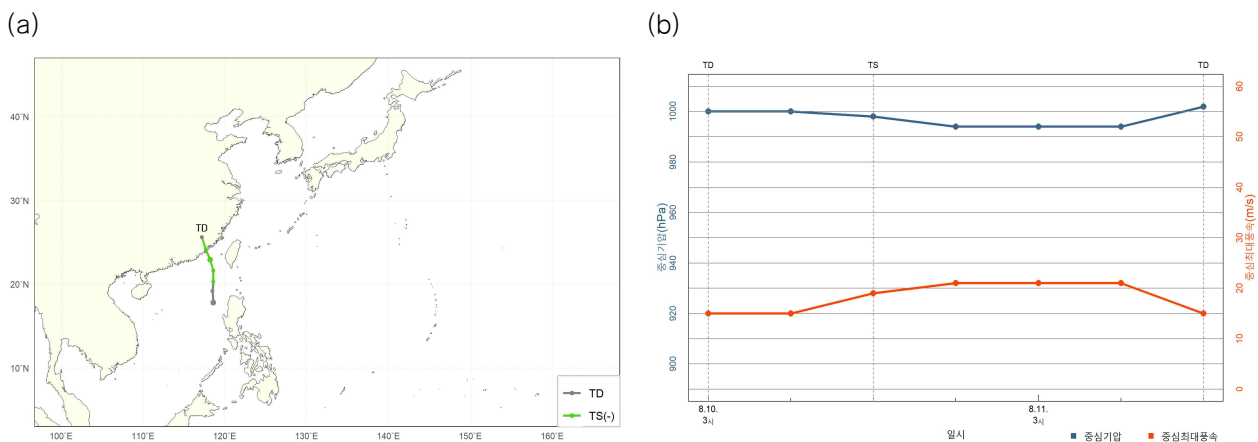 (a)
(b)
40˚N
30˚N
20˚N
10˚N
100˚E
110˚E
120˚E
130˚E
140˚E
150˚E
160˚E
TD
TD
TS(-)
TD
TS
TD
중심기압(hPa)
1000
980
960
940
920
900
중심최대풍속(m/s)
60
50
40
30
20
10
0
8.10.
3시
8.11.
3시
일시
중심기압
중심최대풍속